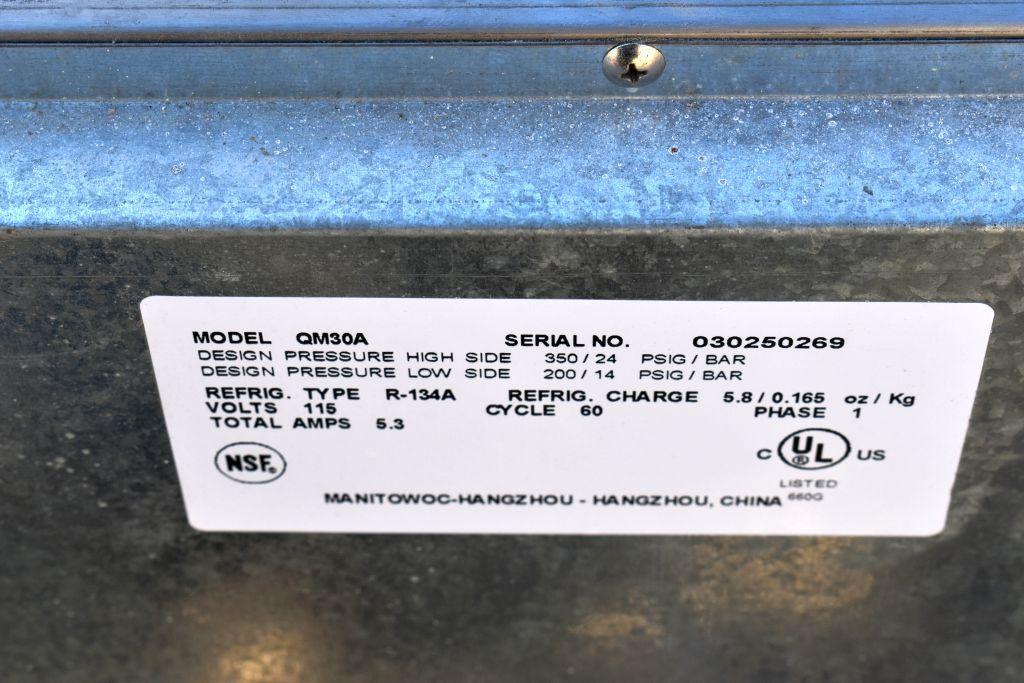 MODEL QM30A SERIAL NO. 030250269
DESIGN PRESSURE HIGH SIDE 350 / 24 PSIG / BAR
DESIGN PRESSURE LOW SIDE 200 / 14 PSIG / BAR
REFRIG. TYPE R-134A REFRIG. CHARGE 5.8 / 0.165 oz / Kg
VOLTS 115 CYCLE 60 PHASE 1
TOTAL AMPS 5.3
NSF®
C UL® US
LISTED
660G
MANITOWOC-HANGZHOU - HANGZHOU, CHINA